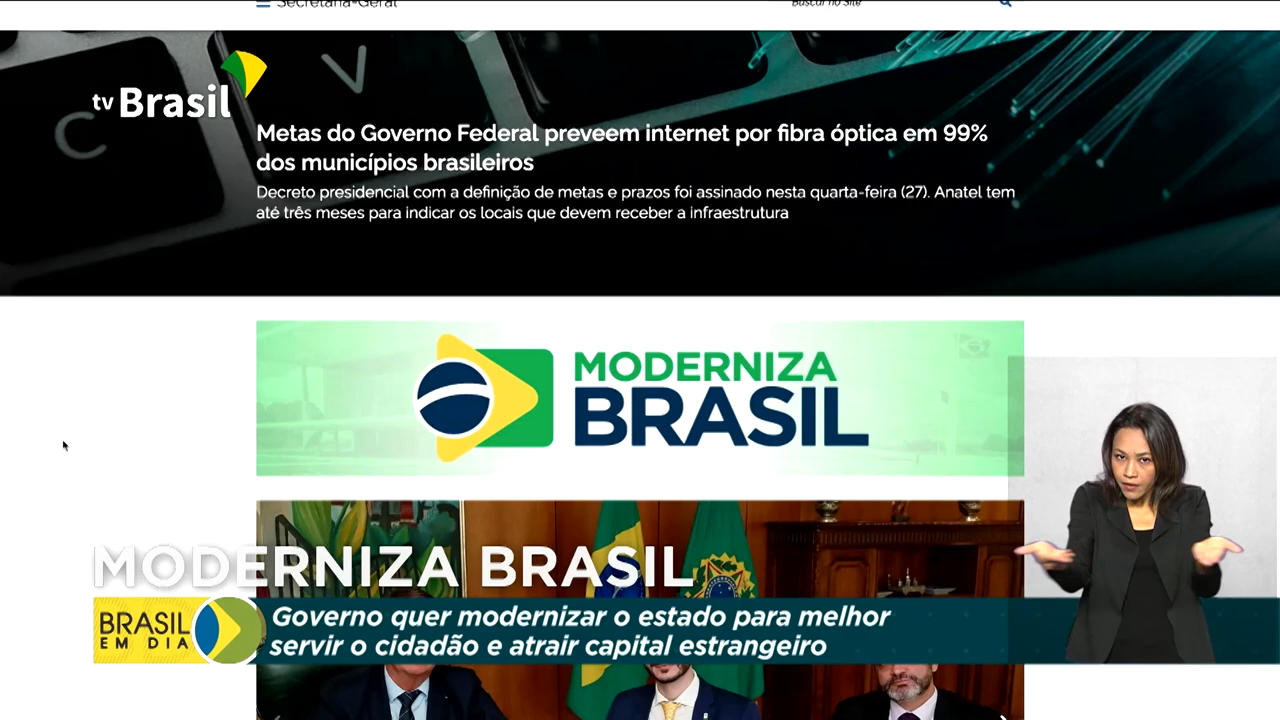 Secretaria-Geral
Buscar no Site
tv Brasil
C
V
Metas do Governo Federal preveem internet por fibra óptica em 99%
dos municípios brasileiros
Decreto presidencial com a definição de metas e prazos foi assinado nesta quarta-feira (27). Anatel tem
até três meses para indicar os locais que devem receber a infraestrutura
MODERNIZA
BRASIL
MODERNIZA BRASIL
BRASIL
EM DIA
Governo quer modernizar o estado para melhor
servir o cidadão e atrair capital estrangeiro